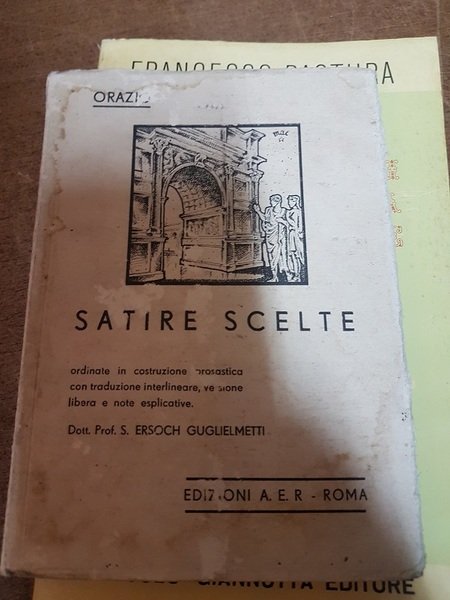 FRANCESCO PASTURA
ORAZIO
SATIRE SCELTE
ordinate in costruzione prosastica
con traduzione interlineare, versione
libera e note esplicative.
Dott. Prof. S. ERSOCH GUGLIELMETTI
EDIZIONI A. E. R - ROMA
GIANNOTTA EDITORE